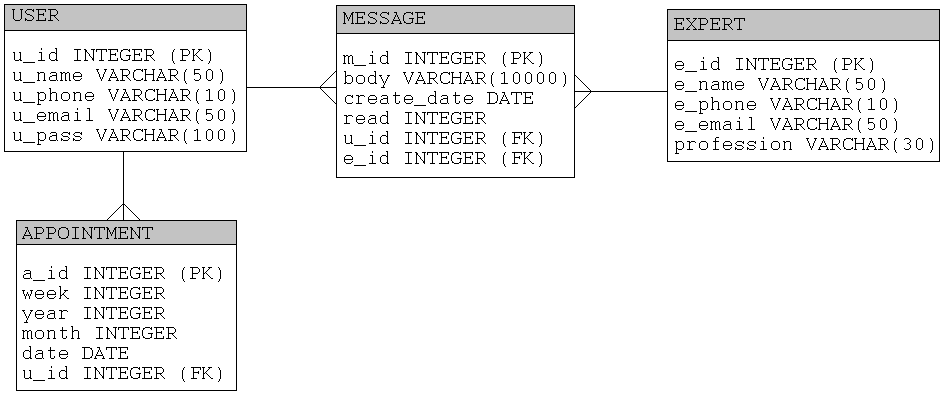 USER
u_id INTEGER (PK)
u_name VARCHAR(50)
u_phone VARCHAR(10)
u_email VARCHAR(50)
u_pass VARCHAR(100)
MESSAGE
m_id INTEGER (PK)
body VARCHAR(10000)
create_date DATE
read INTEGER
u_id INTEGER (FK)
e_id INTEGER (FK)
EXPERT
e_id INTEGER (PK)
e_name VARCHAR(50)
e_phone VARCHAR(10)
e_email VARCHAR(50)
profession VARCHAR(30)
APPOINTMENT
a_id INTEGER (PK)
week INTEGER
year INTEGER
month INTEGER
date DATE
u_id INTEGER (FK)